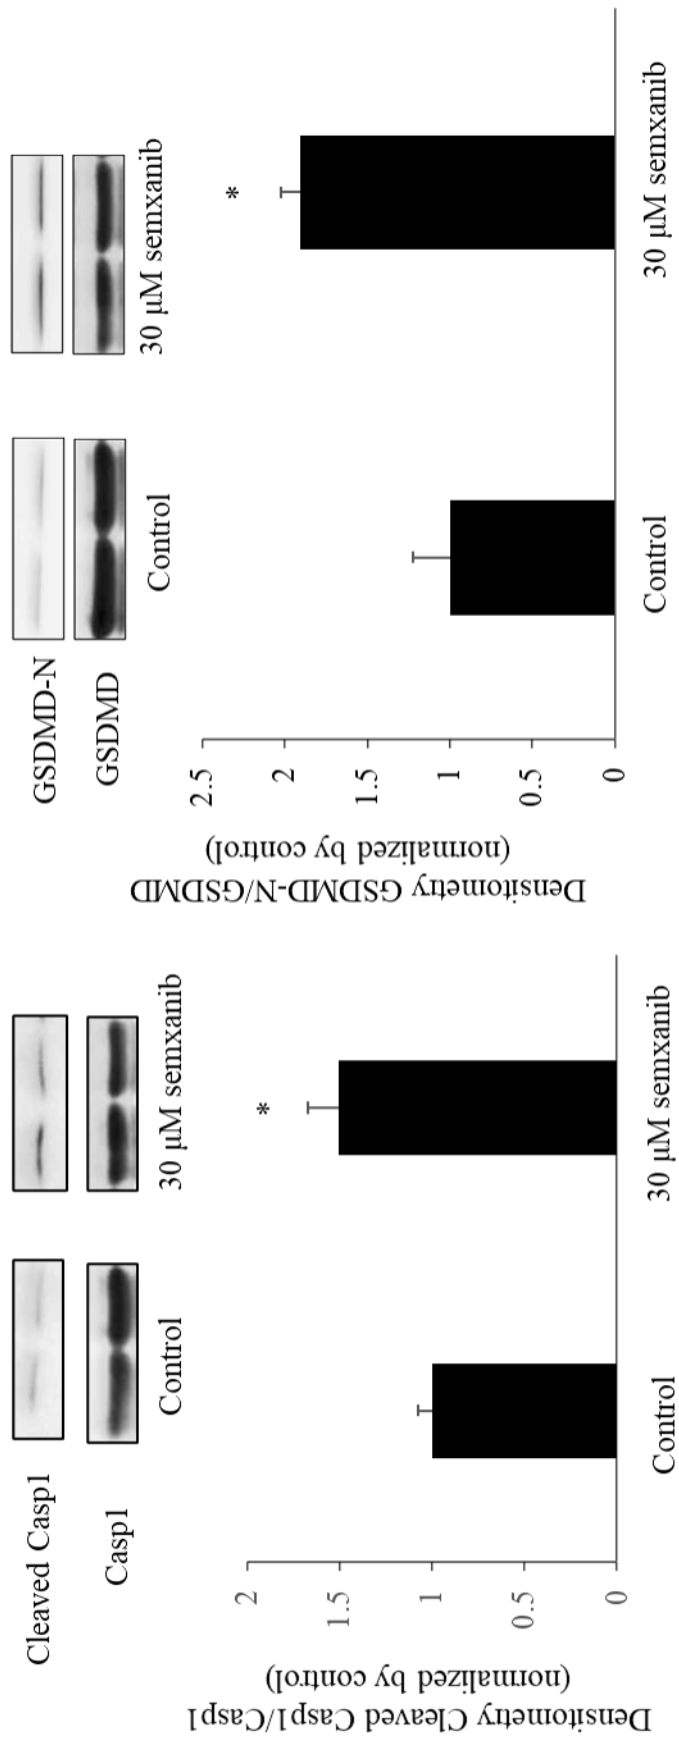 Cleaved Casp1
Casp1
Control
30 µM semxanib
Densitometry Cleaved Casp1/Casp1
(normalized by control)
2
1.5
1
0.5
0
*
Control
30 µM semxanib
GSDMD-N
GSDMD
Control
30 µM semxanib
Densitometry GSDMD-N/GSDMD
(normalized by control)
2.5
2
1.5
1
0.5
0
*
Control
30 µM semxanib